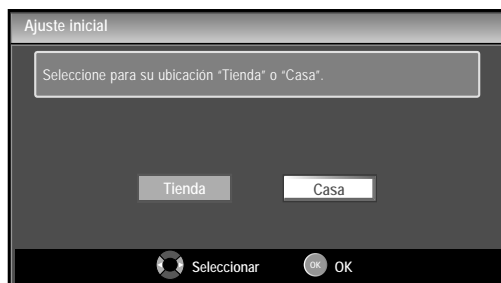 Ajuste inicial
Seleccione para su ubicación “Tienda” o “Casa”.
Tienda Casa
Seleccionar OK OK